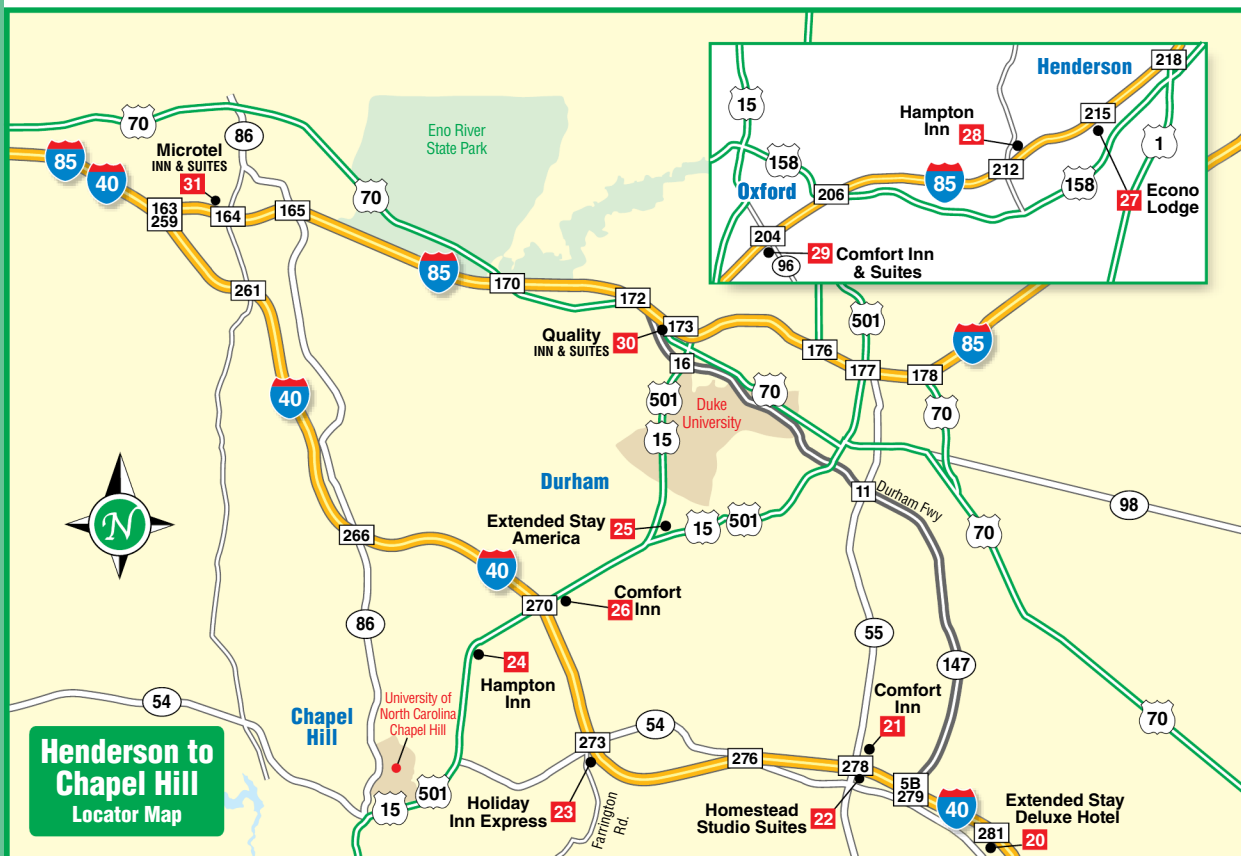 70
86
Eno River
State Park
85
40
Microtel
INN & SUITES
31
163
259
164
165
70
261
85
170
172
Quality
INN & SUITES
30
173
16
176
501
177
178
85
70
15
Henderson
218
Hampton
Inn
28
215
1
158
212
85
158
Oxford
206
27
Econo
Lodge
204
29
Comfort Inn
& Suites
96
40
501
15
Duke
University
70
Durham
11
Durham Fwy
98
N
Extended Stay
America
25
15
501
70
266
40
270
26
Comfort
Inn
86
24
Hampton
Inn
55
147
54
Chapel
Hill
University of
North Carolina
Chapel Hill
Comfort
Inn
21
70
54
273
276
278
5B
279
Henderson to
Chapel Hill
Locator Map
15
501
Holiday
Inn Express
23
Farrington
Rd.
Homestead
Studio Suites
22
40
Extended Stay
Deluxe Hotel
281
20